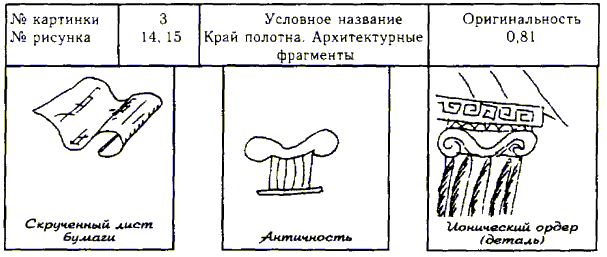 № картинки 3 Условное название Оригинальность
№ рисунка 14, 15 Край полотна. Архитектурные 0,81
фрагменты
Скрученный лист
бумаги
Античность
Ионический ордер
(деталь)